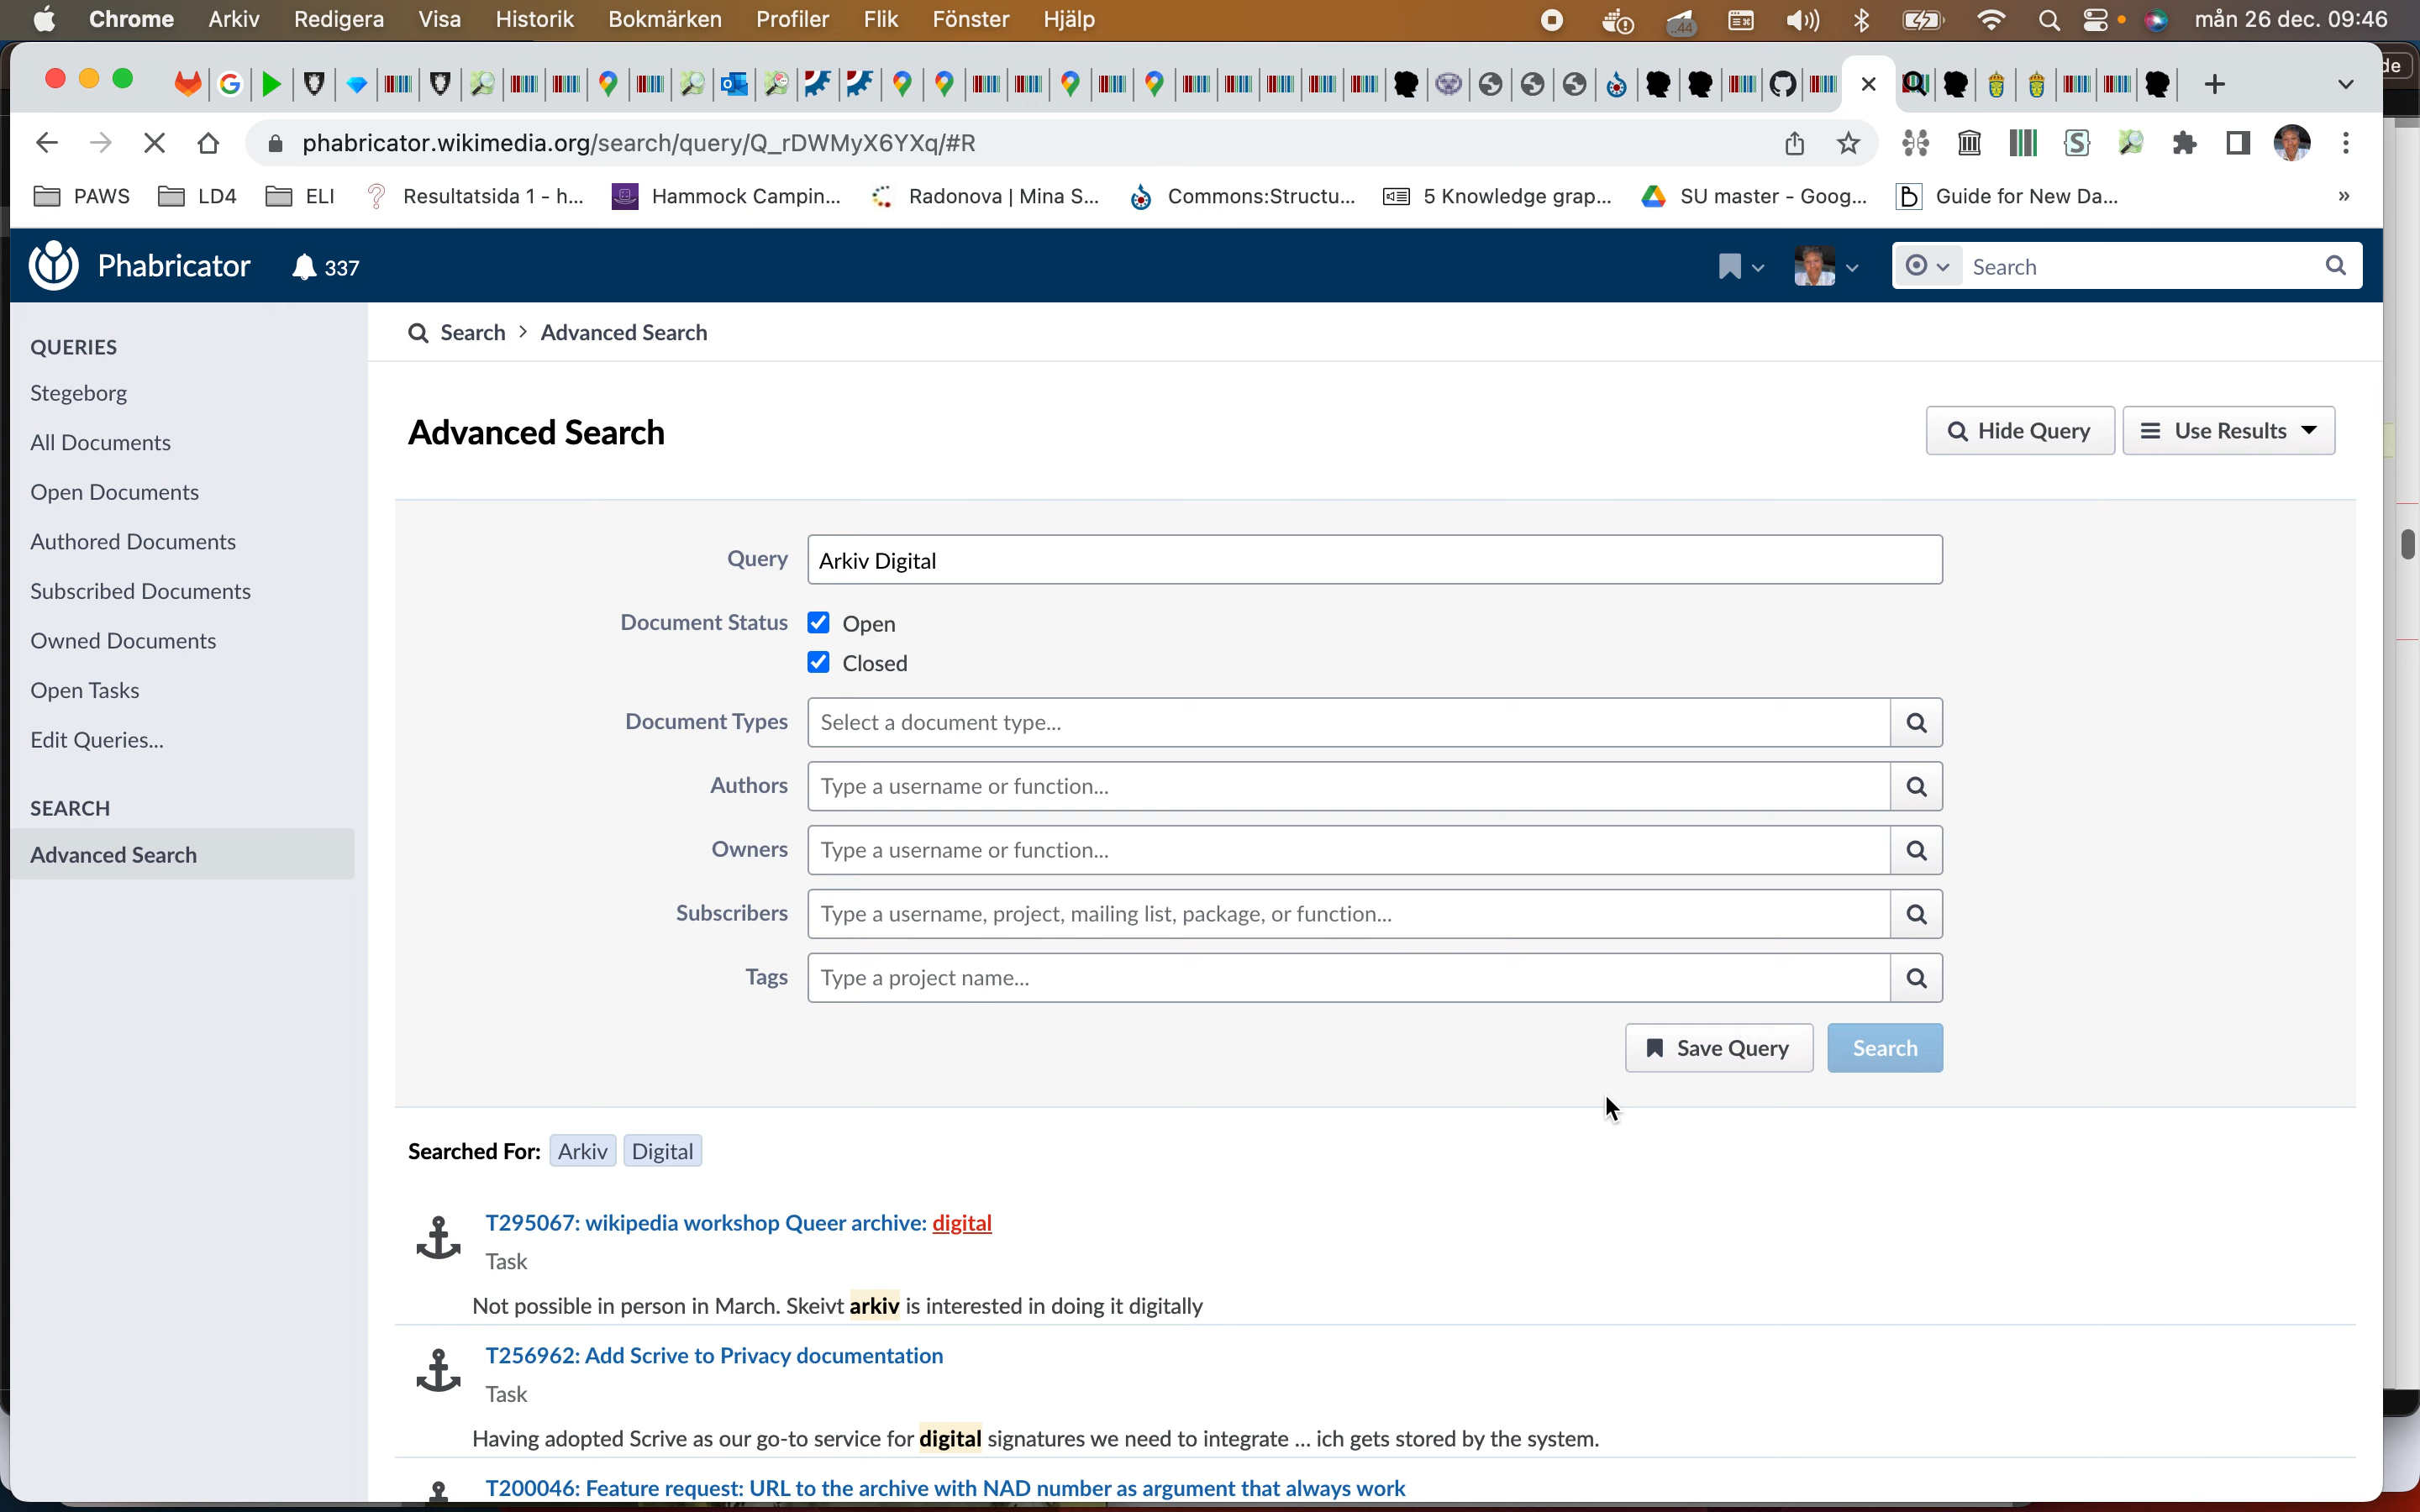 Chrome Arkiv Redigera Visa Historik Bokmärken Profiler Flik Fönster Hjälp 44 mån 26 dec. 09:46
de
phabricator.wikimedia.org/search/query/Q_rDWMyX6YXq/#R
PAWS LD4 ELI Resultatsida 1 - h... Hammock Campin... Radonova | Mina S... Commons:Structu... 5 Knowledge grap... SU master - Goog... Guide for New Da... »
Phabricator 337 Search
QUERIES
Stegeborg
All Documents
Open Documents
Authored Documents
Subscribed Documents
Owned Documents
Open Tasks
Edit Queries...
SEARCH
Advanced Search
Search > Advanced Search
Advanced Search Hide Query Use Results
Query Arkiv Digital
Document Status Open
Closed
Document Types Select a document type...
Authors Type a username or function...
Owners Type a username or function...
Subscribers Type a username, project, mailing list, package, or function...
Tags Type a project name...
Save Query Search
Searched For: Arkiv Digital
T295067: wikipedia workshop Queer archive: digital
Task
Not possible in person in March. Skeivt arkiv is interested in doing it digitally
T256962: Add Scrive to Privacy documentation
Task
Having adopted Scrive as our go-to service for digital signatures we need to integrate ... ich gets stored by the system.
T200046: Feature request: URL to the archive with NAD number as argument that always work